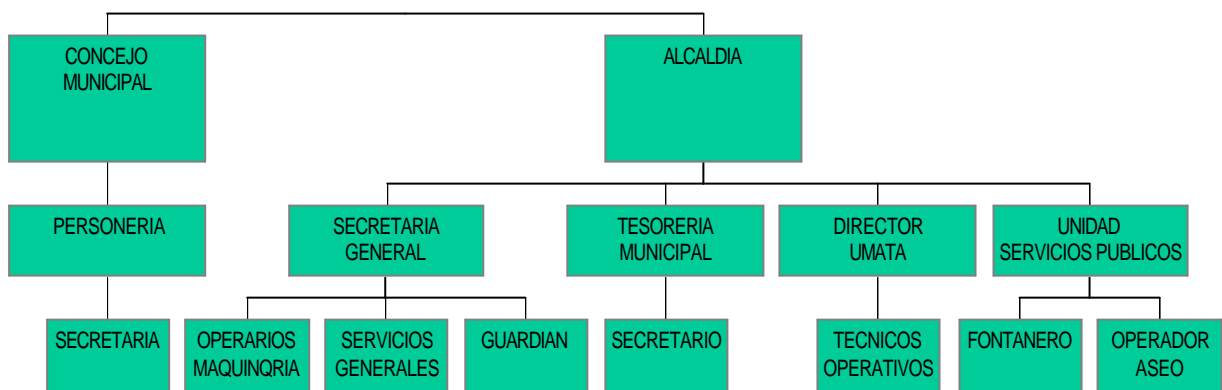 CONCEJO
MUNICIPAL
ALCALDIA
PERSONERIA
SECRETARIA
GENERAL
TESORERIA
MUNICIPAL
DIRECTOR
UMATA
UNIDAD
SERVICIOS PUBLICOS
SECRETARIA
OPERARIOS
MAQUINQRIA
SERVICIOS
GENERALES
GUARDIAN
SECRETARIO
TECNICOS
OPERATIVOS
FONTANERO
OPERADOR
ASEO